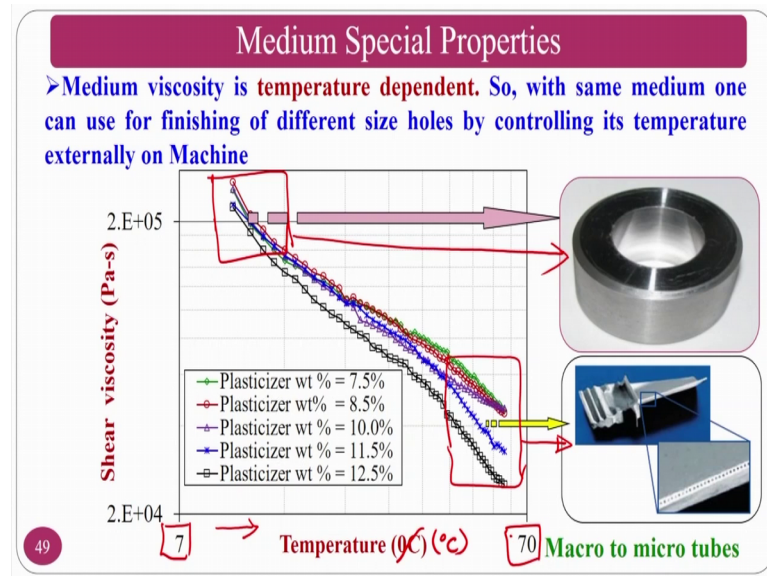 Medium Special Properties
➢Medium viscosity is temperature dependent. So, with same medium one
can use for finishing of different size holes by controlling its temperature
externally on Machine
2.E+05
Shear viscosity (Pa-s)
Plasticizer wt % = 7.5%
Plasticizer wt% = 8.5%
Plasticizer wt % = 10.0%
Plasticizer wt % = 11.5%
Plasticizer wt % = 12.5%
2.E+04
7
Temperature (0C) (°C)
70
Macro to micro tubes
49